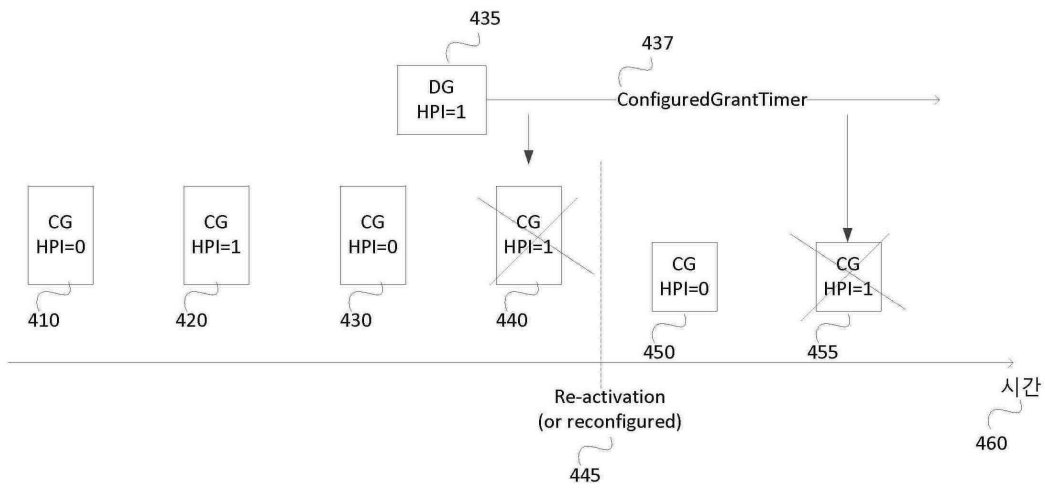 435
437
DG
HPI=1
ConfiguredGrantTimer
CG
HPI=0
CG
HPI=1
CG
HPI=0
CG
HPI=1
CG
HPI=0
CG
HPI=1
410
420
430
440
450
455
Re-activation
(or reconfigured)
445
시간
460